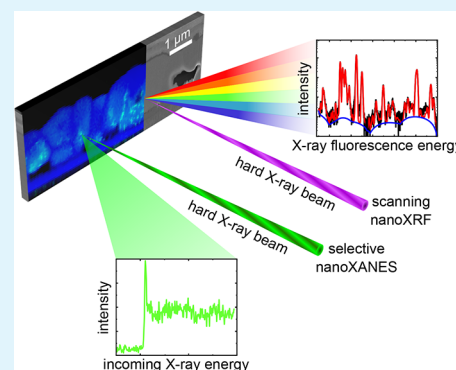 1 μm
intensity
X-ray fluorescence energy
hard X-ray beam
scanning
nanoXRF
hard X-ray beam
selective
nanoXANES
intensity
incoming X-ray energy